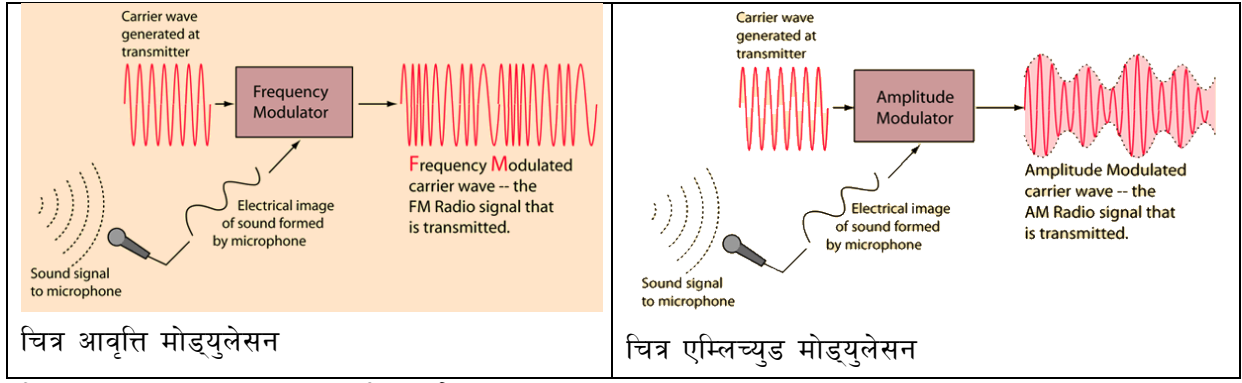 Carrier wave
generated at
transmitter
Frequency
Modulator
Frequency Modulated
carrier wave -- the
FM Radio signal that
is transmitted.
Electrical image
of sound formed
by microphone
Sound signal
to microphone
चित्र आवृत्ति मोड्युलेसन
Carrier wave
generated at
transmitter
Amplitude
Modulator
Amplitude Modulated
carrier wave -- the
AM Radio signal that
is transmitted.
Electrical image
of sound formed
by microphone
Sound signal
to microphone
चित्र एम्लिच्युड मोड्युलेसन